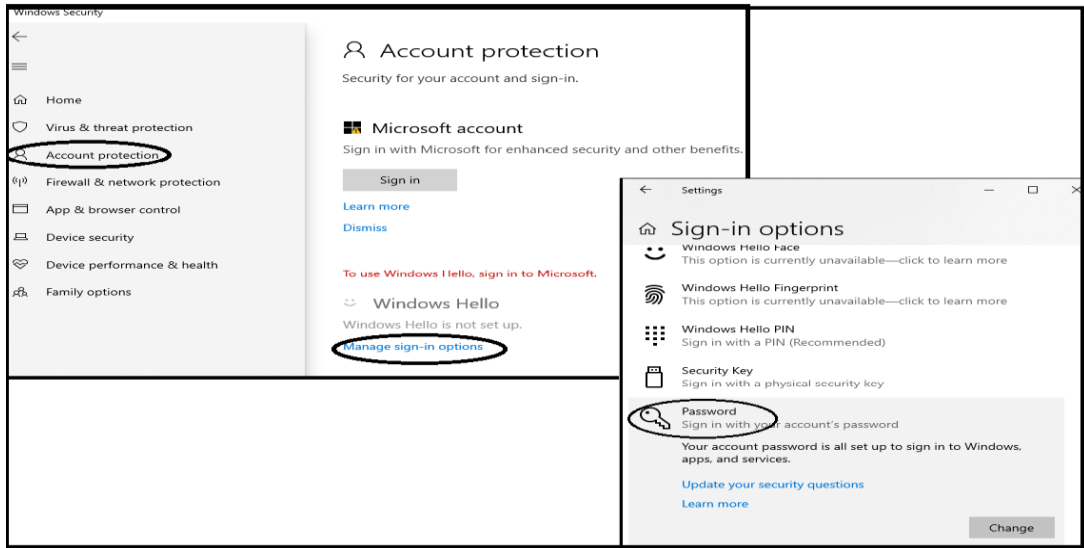 Windows Security
Home
Virus & threat protection
Account protection
Firewall & network protection
App & browser control
Device security
Device performance & health
Family options
Account protection
Security for your account and sign-in.
Microsoft account
Sign in with Microsoft for enhanced security and other benefits.
Sign in
Learn more
Dismiss
To use Windows Hello, sign in to Microsoft.
Windows Hello
Windows Hello is not set up.
Manage sign-in options
Settings
Sign-in options
Windows Hello Face
This option is currently unavailable—click to learn more
Windows Hello Fingerprint
This option is currently unavailable—click to learn more
Windows Hello PIN
Sign in with a PIN (Recommended)
Security Key
Sign in with a physical security key
Password
Sign in with your account's password
Your account password is all set up to sign in to Windows,
apps, and services.
Update your security questions
Learn more
Change